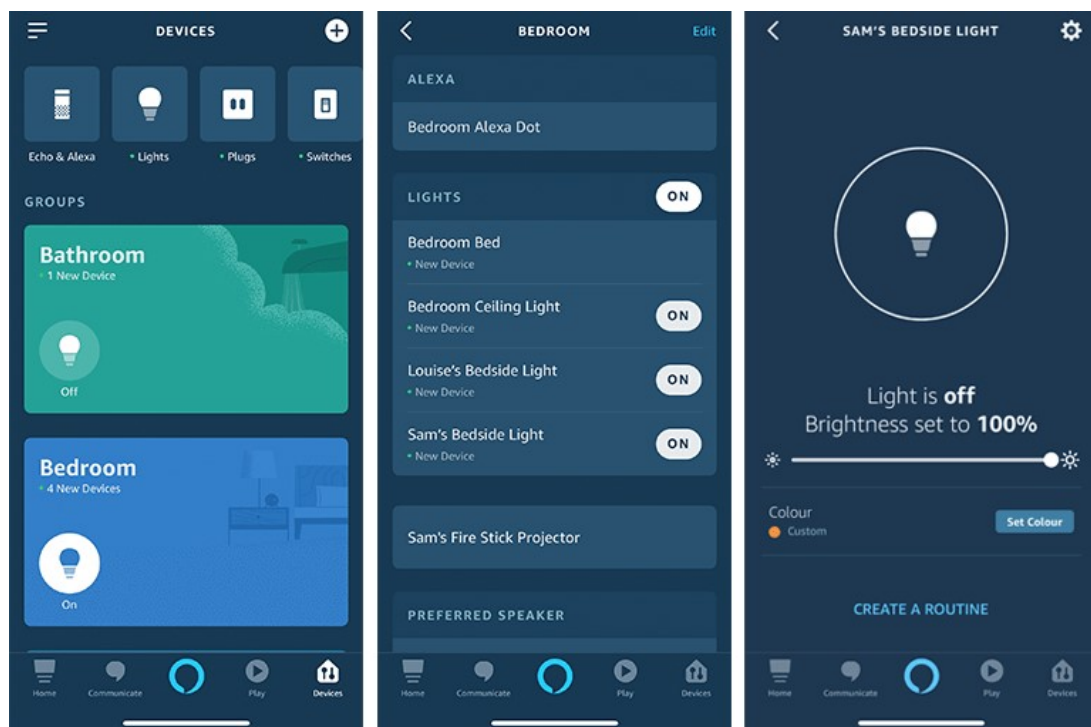 DEVICES
Echo & Alexa
• Lights
• Plugs
• Switches
GROUPS
Bathroom
• 1 New Device
Off
Bedroom
• 4 New Devices
On
Home
Communicate
Play
Devices
BEDROOM
Edit
ALEXA
Bedroom Alexa Dot
LIGHTS
ON
Bedroom Bed
• New Device
Bedroom Ceiling Light
• New Device
ON
Louise's Bedside Light
• New Device
ON
Sam's Bedside Light
• New Device
ON
Sam's Fire Stick Projector
PREFERRED SPEAKER
Home
Communicate
Play
Devices
SAM'S BEDSIDE LIGHT
Light is off
Brightness set to 100%
Colour
Custom
Set Colour
CREATE A ROUTINE
Home
Communicate
Play
Devices